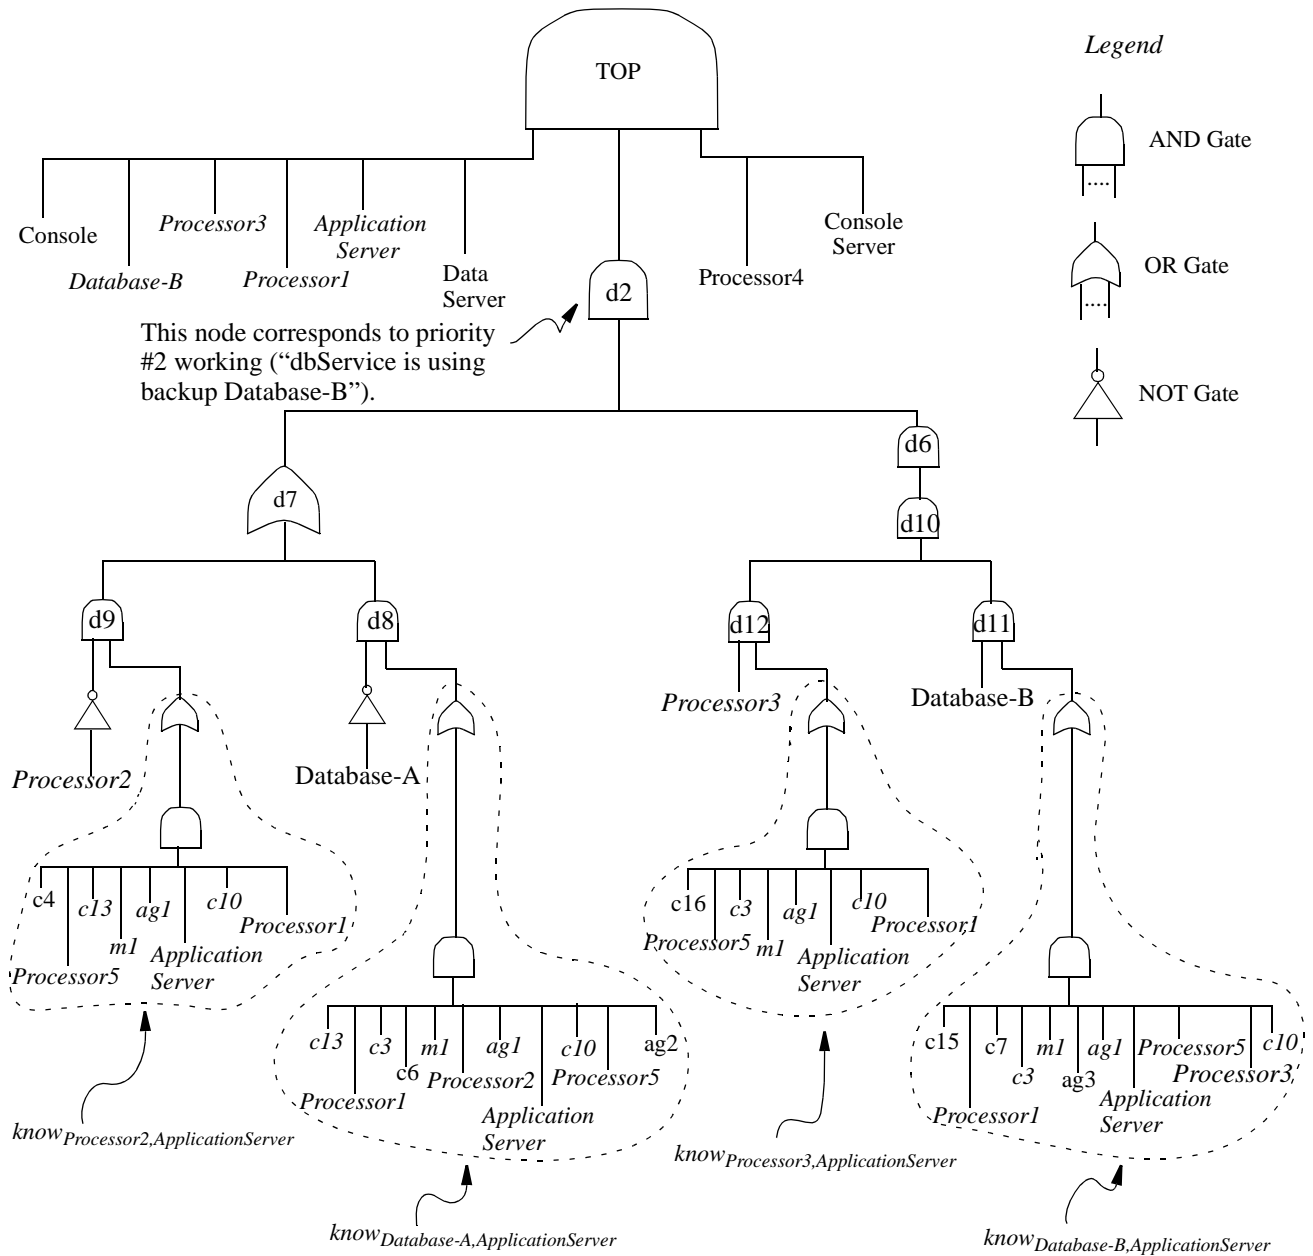 TOP
Legend
AND Gate
....
OR Gate
....
NOT Gate
Console
Database-B
Processor3
Processor1
Application
Server
Data
Server
Processor4
Console
Server
d2
This node corresponds to priority
#2 working (“dbService is using
backup Database-B”).
d6
d7
d10
d9
d8
d12
d11
Processor2
Database-A
Processor3
Database-B
c4
Processor5
c13
m1
ag1
Application
Server
c10
Processor1
c16
Processor5
c3
m1
ag1
Application
Server
c10
Processor1
c13
Processor1
c3
c6
m1
Processor2
ag1
Application
Server
c10
Processor5
ag2
c15
Processor1
c7
c3
m1
ag3
ag1
Application
Server
Processor5
Processor3
c10
knowProcessor2,ApplicationServer
knowDatabase-A,ApplicationServer
knowProcessor3,ApplicationServer
knowDatabase-B,ApplicationServer